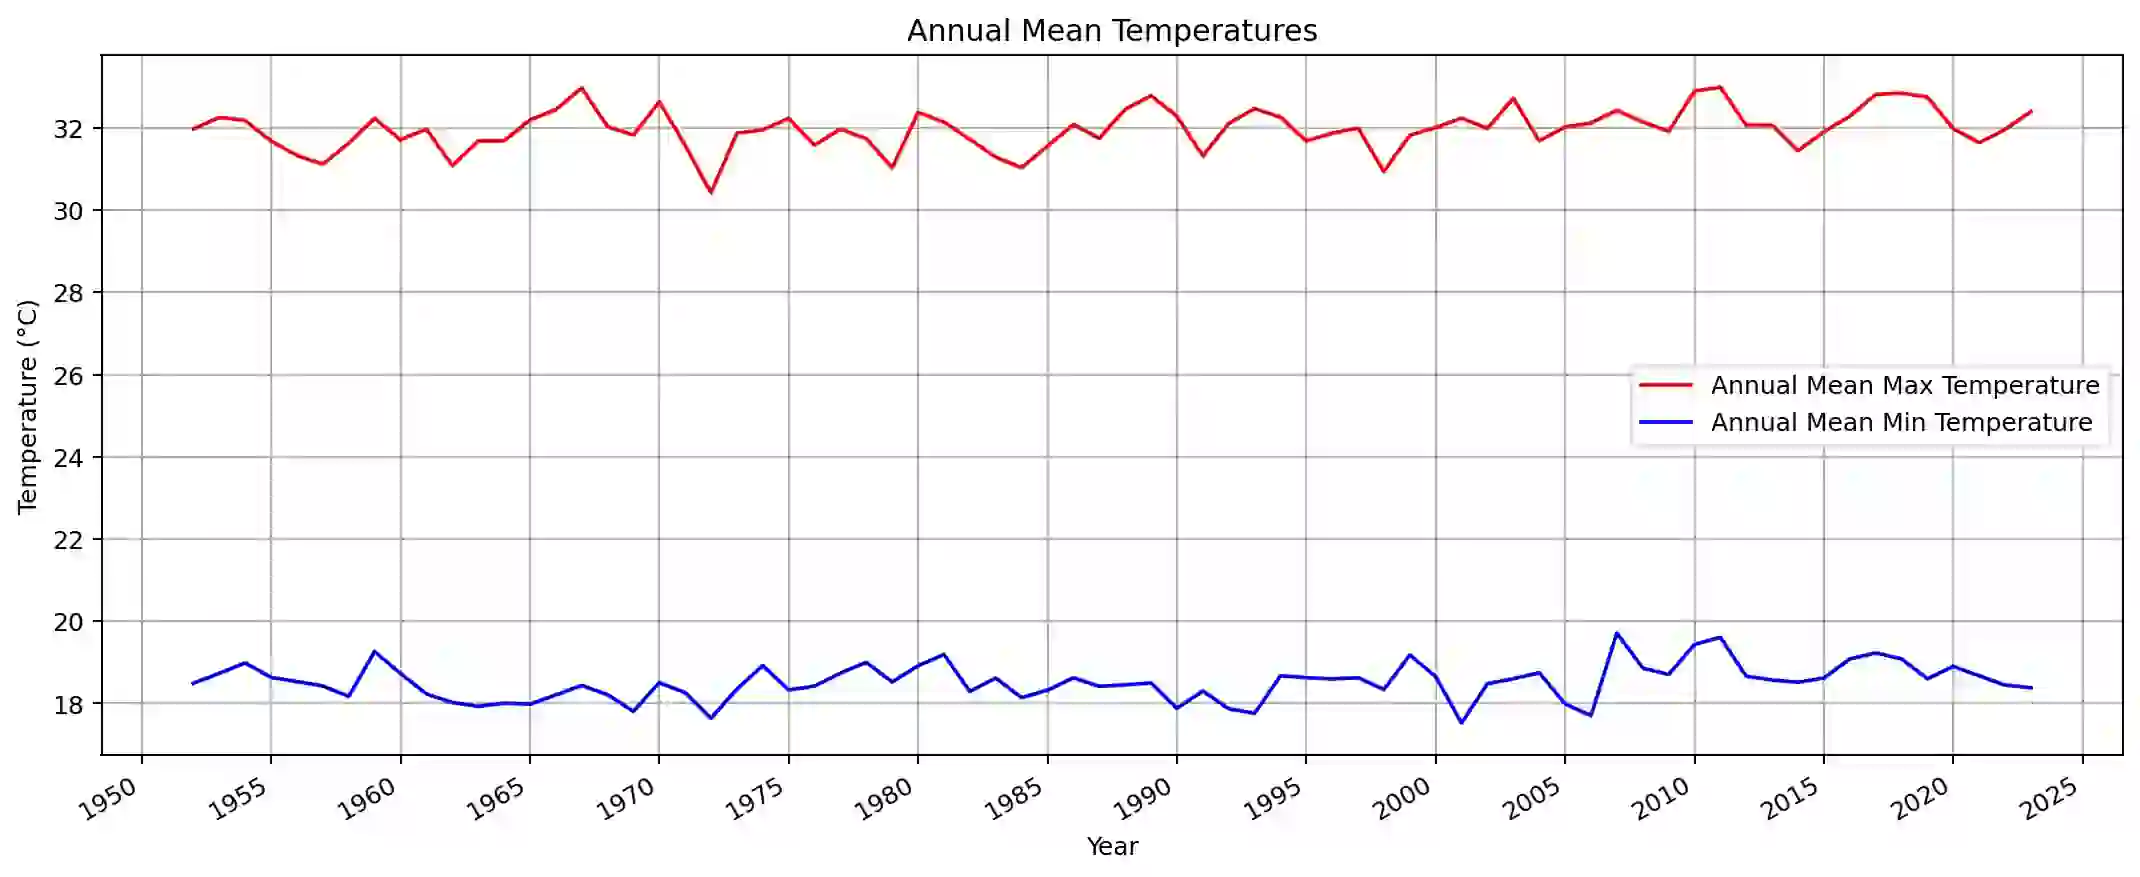 Annual Mean Temperatures
Temperature (°C)
32
30
28
26
24
22
20
18
Annual Mean Max Temperature
Annual Mean Min Temperature
1950 1955 1960 1965 1970 1975 1980 1985 1990 1995 2000 2005 2010 2015 2020 2025
Year